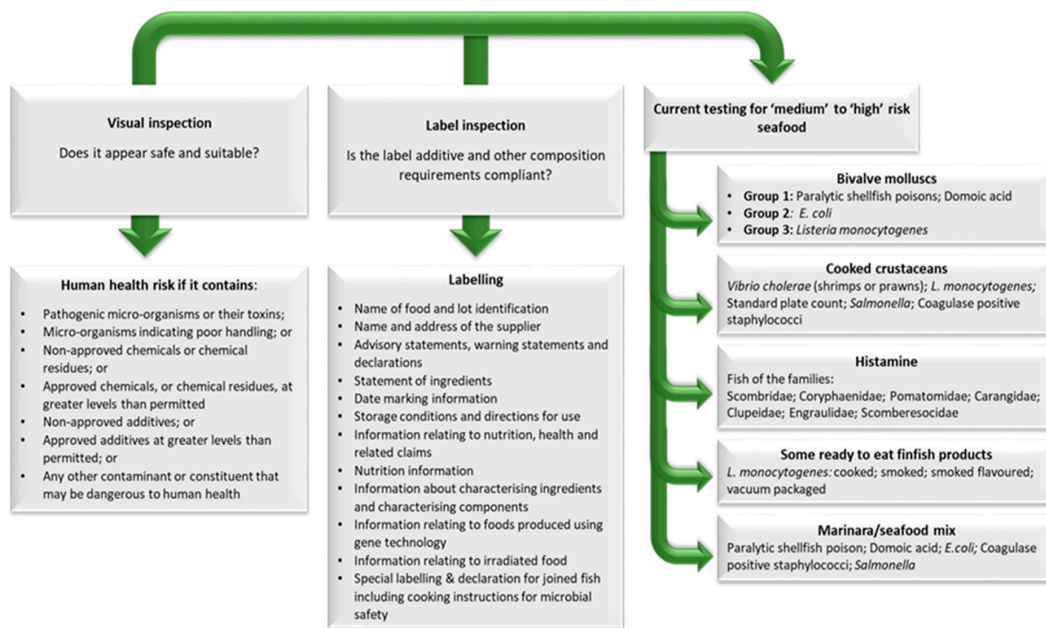 Visual inspection
Does it appear safe and suitable?
Human health risk if it contains:
• Pathogenic micro-organisms or their toxins;
• Micro-organisms indicating poor handling; or
• Non-approved chemicals or chemical
residues; or
• Approved chemicals, or chemical residues, at
greater levels than permitted
• Non-approved additives; or
• Approved additives at greater levels than
permitted; or
• Any other contaminant or constituent that
may be dangerous to human health
Label inspection
Is the label additive and other composition
requirements compliant?
Labelling
• Name of food and lot identification
• Name and address of the supplier
• Advisory statements, warning statements and
declarations
• Statement of ingredients
• Date marking information
• Storage conditions and directions for use
• Information relating to nutrition, health and
related claims
• Nutrition information
• Information about characterising ingredients
and characterising components
• Information relating to foods produced using
gene technology
• Information relating to irradiated food
• Special labelling & declaration for joined fish
including cooking instructions for microbial
safety
Current testing for ‘medium’ to ‘high’ risk
seafood
Bivalve molluscs
• Group 1: Paralytic shellfish poisons; Domoic acid
• Group 2: E. coli
• Group 3: Listeria monocytogenes
Cooked crustaceans
Vibrio cholerae (shrimps or prawns); L. monocytogenes;
Standard plate count; Salmonella; Coagulase positive
staphylococci
Histamine
Fish of the families:
Scombridae; Coryphaenidae; Pomatomidae; Carangidae;
Clupeidae; Engraulidae; Scomberesocidae
Some ready to eat finfish products
L. monocytogenes: cooked; smoked; smoked flavoured;
vacuum packaged
Marinara/seafood mix
Paralytic shellfish poison; Domoic acid; E.coli; Coagulase
positive staphylococci; Salmonella